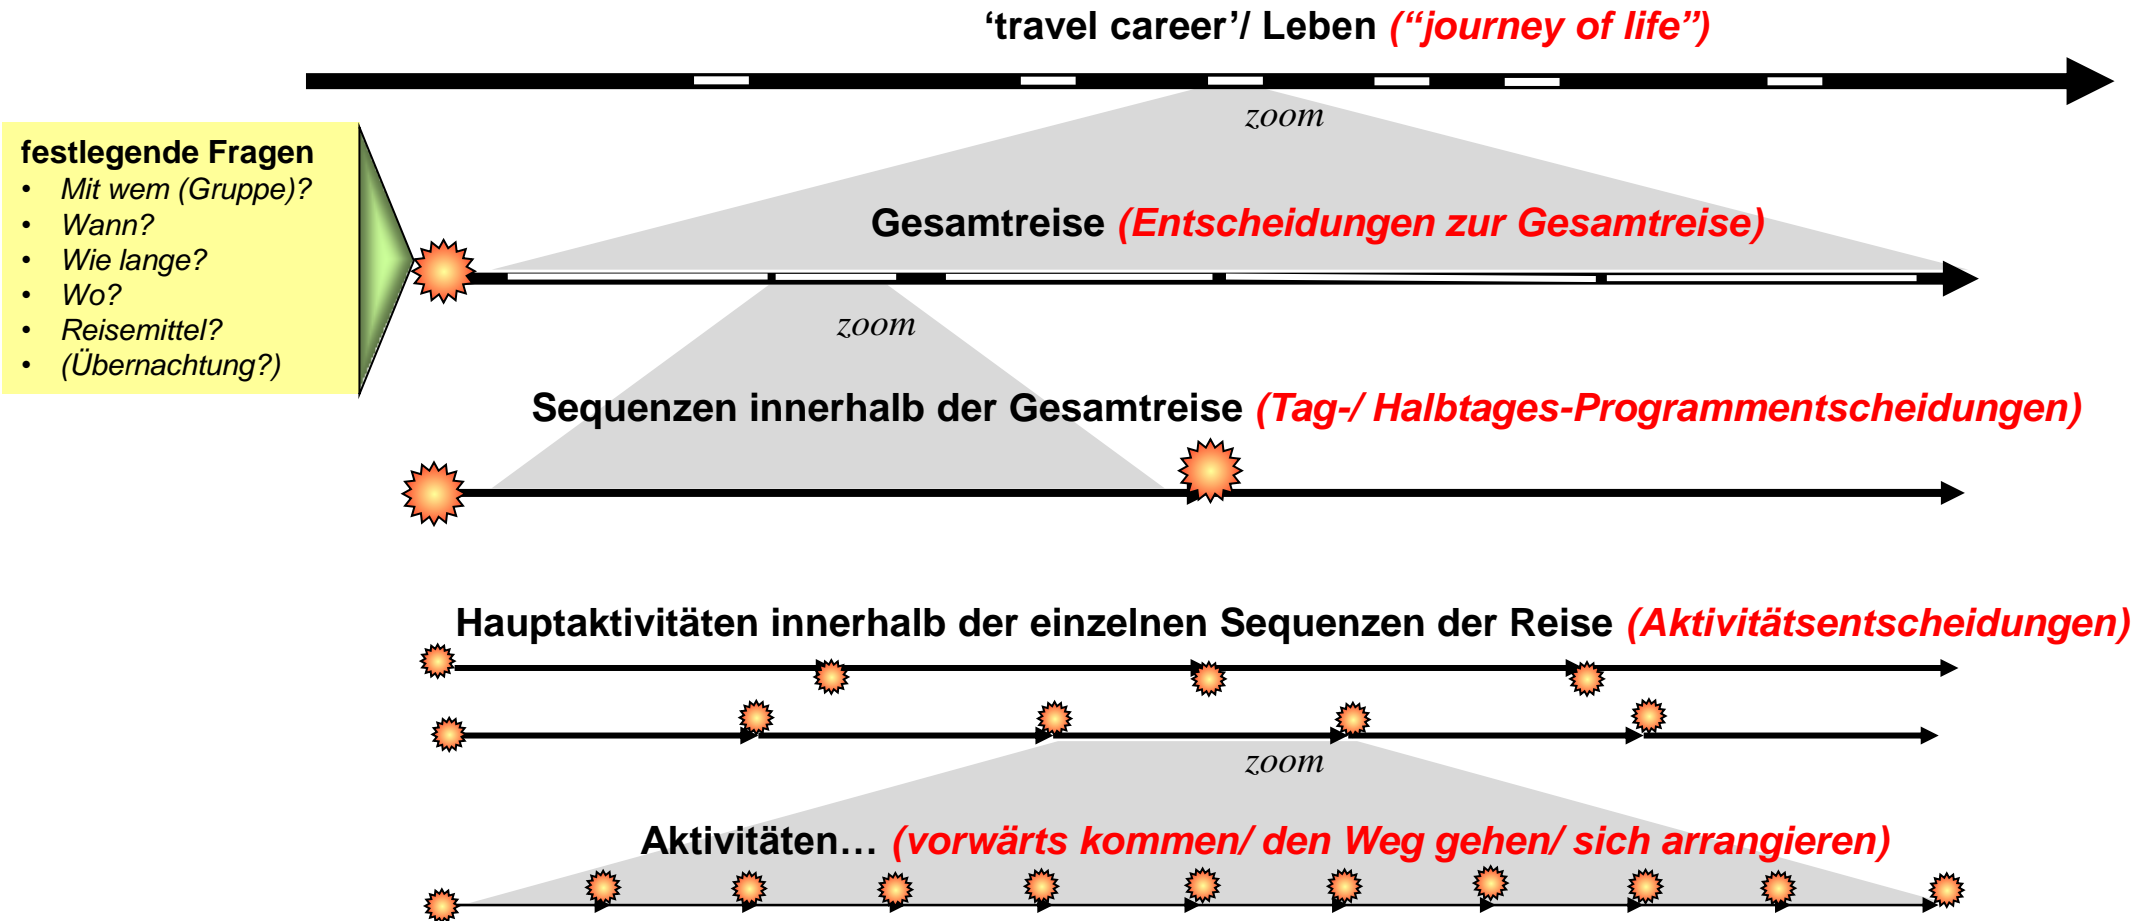 ‘travel career’/ Leben (“journey of life”)
zoom
festlegende Fragen
• Mit wem (Gruppe)?
• Wann?
• Wie lange?
• Wo?
• Reisemittel?
• (Übernachtung?)
Gesamtreise (Entscheidungen zur Gesamtreise)
zoom
Sequenzen innerhalb der Gesamtreise (Tag-/ Halbtages-Programmentscheidungen)
Hauptaktivitäten innerhalb der einzelnen Sequenzen der Reise (Aktivitätsentscheidungen)
zoom
Aktivitäten… (vorwärts kommen/ den Weg gehen/ sich arrangieren)